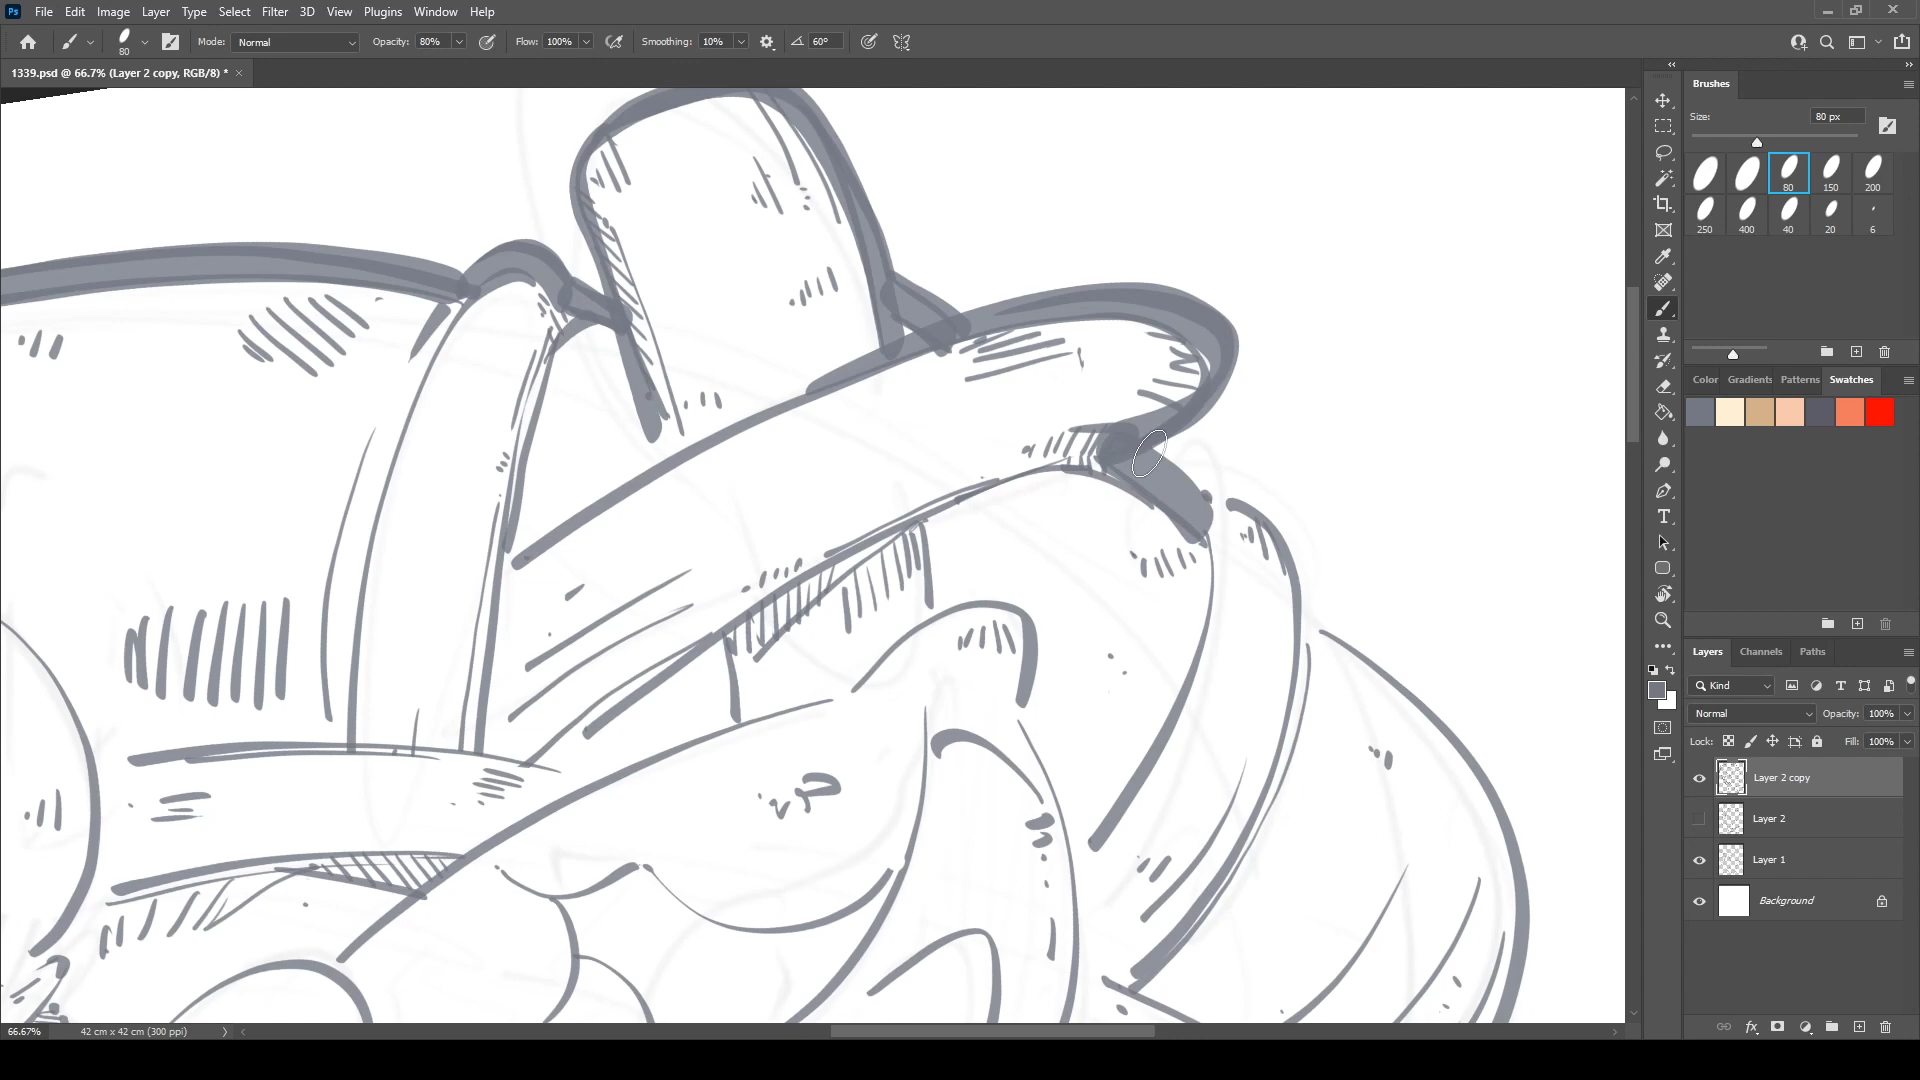 Ps File Edit Image Layer Type Select Filter 3D View Plugins Window Help
80 Mode: Normal Opacity: 80% Flow: 100% Smoothing: 10% 60°
1339.psd @ 66.7% (Layer 2 copy, RGB/8) *
Brushes
Size: 80 px
80 150 200
250 400 40 20 6
Color Gradients Patterns Swatches
Layers Channels Paths
Kind
Normal Opacity: 100%
Lock: Fill: 100%
Layer 2 copy
Layer 2
Layer 1
Background
66.67% 42 cm x 42 cm (300 ppi)